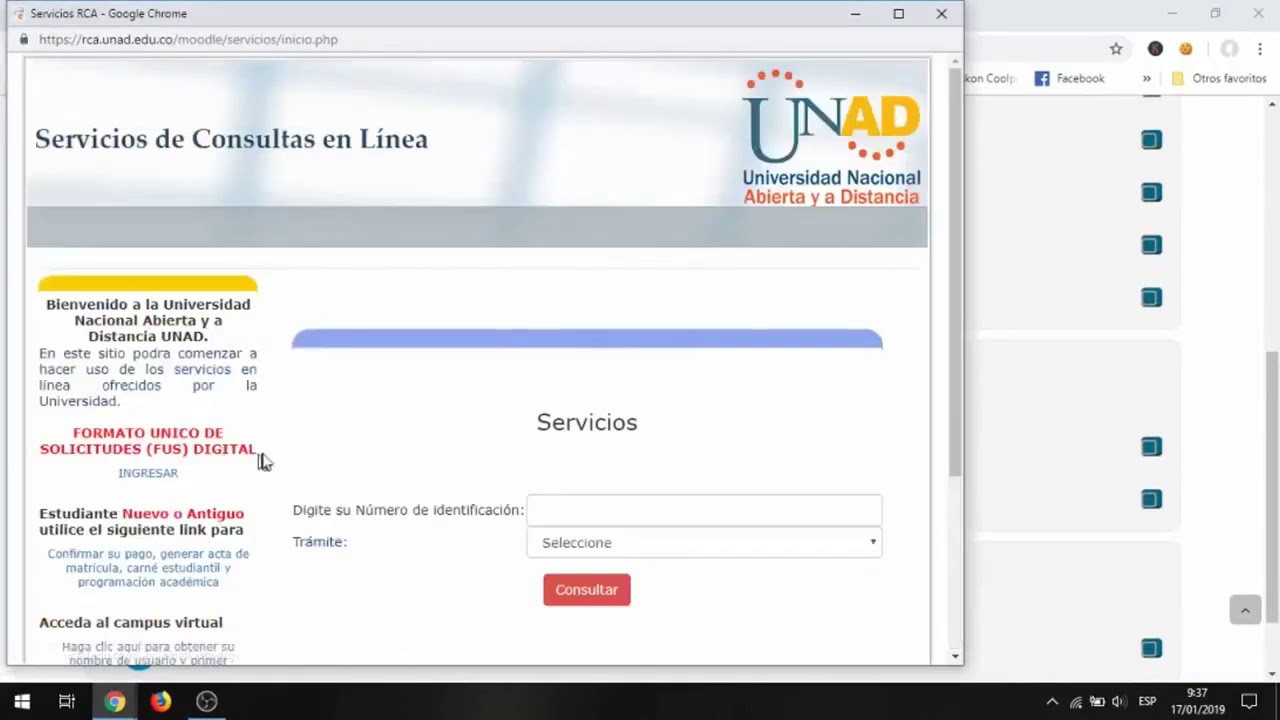 Servicios RCA - Google Chrome
https://rca.unad.edu.co/moodle/servicios/inicio.php
Facebook
»
Otros favoritos
Servicios de Consultas en Línea
UNAD
Universidad Nacional
Abierta y a Distancia
Bienvenido a la Universidad
Nacional Abierta y a
Distancia UNAD.
En este sitio podra comenzar a
hacer uso de los servicios en
línea ofrecidos por la
Universidad.
FORMATO UNICO DE
SOLICITUDES (FUS) DIGITAL
INGRESAR
Estudiante Nuevo o Antiguo
utilice el siguiente link para
Confirmar su pago, generar acta de
matrícula, carné estudiantil y
programación académica
Acceda al campus virtual
Haga clic aquí para obtener su
nombre de usuario y primer
Servicios
Digite su Número de identificación:
Trámite:
Seleccione
Consultar
ESP
9:37
17/01/2019